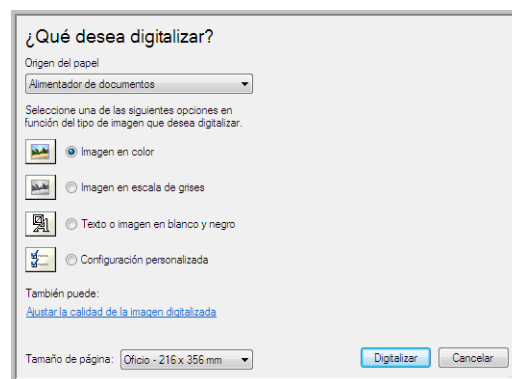 ¿Qué desea digitalizar?
Origen del papel
Alimentador de documentos
Seleccione una de las siguientes opciones en
función del tipo de imagen que desea digitalizar.
Imagen en color
Imagen en escala de grises
Texto o imagen en blanco y negro
Configuración personalizada
También puede:
Ajustar la calidad de la imagen digitalizada
Tamaño de página: Oficio - 216 x 356 mm Digitalizar Cancelar